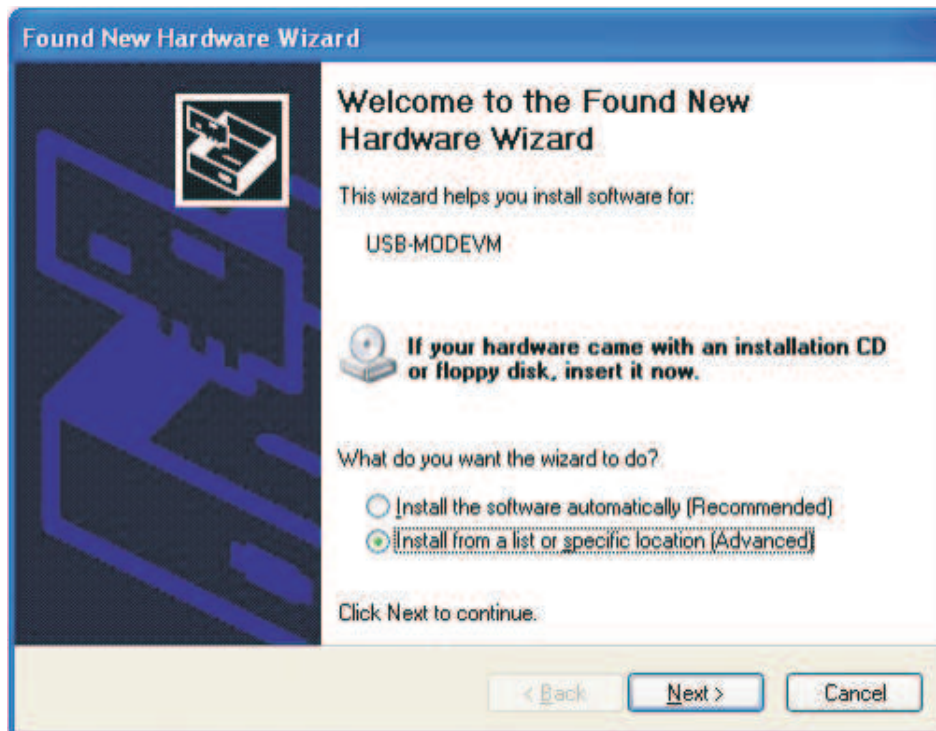 Found New Hardware Wizard
Welcome to the Found New
Hardware Wizard
This wizard helps you install software for:
USB-MODEVM
If your hardware came with an installation CD
or floppy disk, insert it now.
What do you want the wizard to do?
Install the software automatically (Recommended)
Install from a list or specific location (Advanced)
Click Next to continue.
< Back
Next >
Cancel